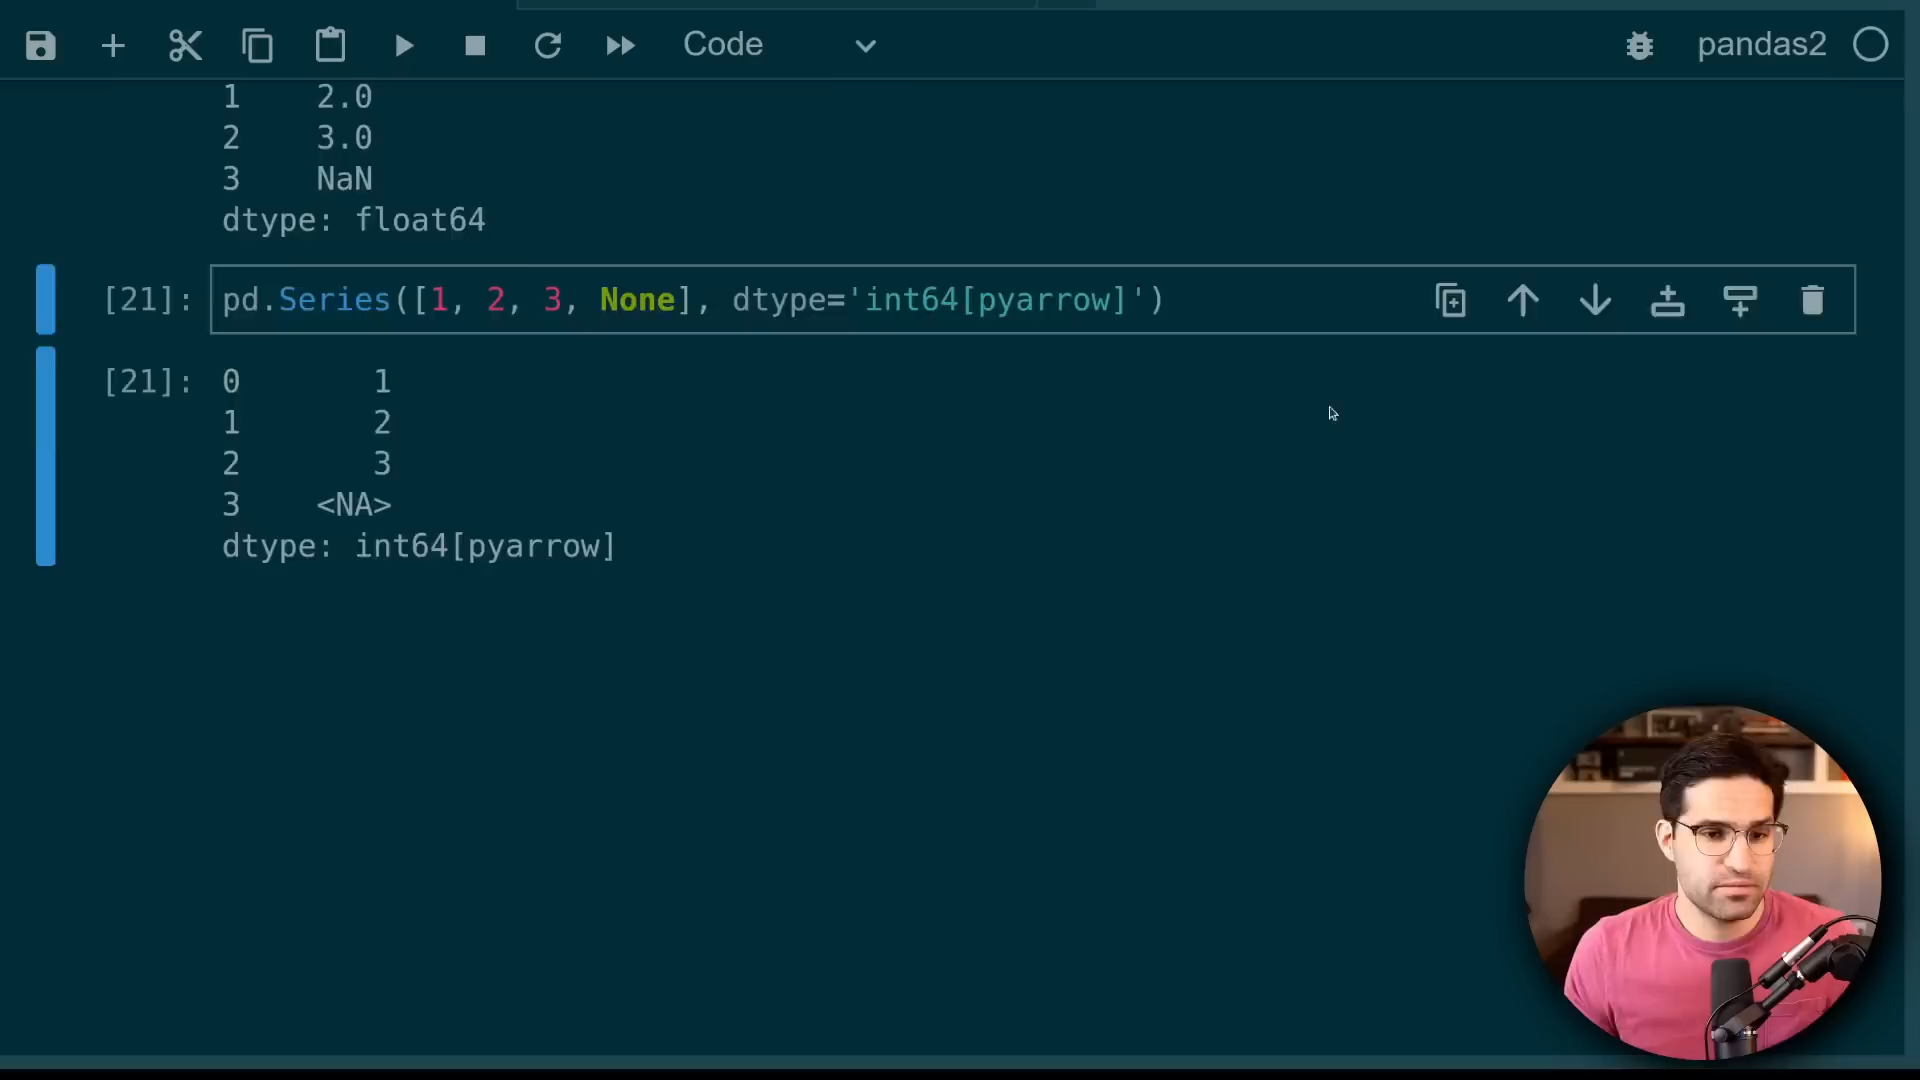 Code
pandas2
1 2.0
2 3.0
3 NaN
dtype: float64
[21]: pd.Series([1, 2, 3, None], dtype='int64[pyarrow]')
[21]: 0 1
1 2
2 3
3 <NA>
dtype: int64[pyarrow]